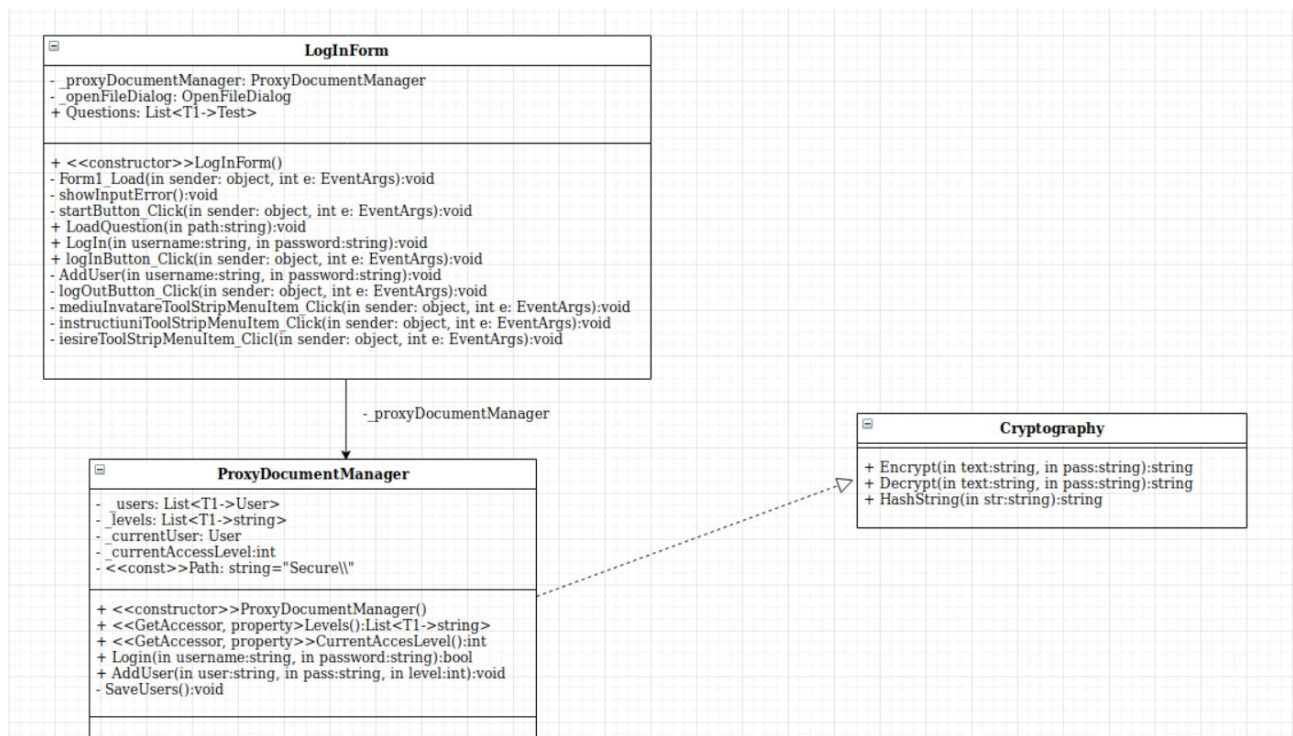 LogInForm
- _proxyDocumentManager: ProxyDocumentManager
- _openFileDialog: OpenFileDialog
+ Questions: List<T1->Test>
+ <<constructor>>LogInForm()
- Form1_Load(in sender: object, int e: EventArgs):void
- showInputError():void
- startButton_Click(in sender: object, int e: EventArgs):void
+ LoadQuestion(in path:string):void
+ LogIn(in username:string, in password:string):void
+ logInButton_Click(in sender: object, int e: EventArgs):void
- AddUser(in username:string, in password:string):void
- logOutButton_Click(in sender: object, int e: EventArgs):void
- mediuInvatareToolStripMenuItem_Click(in sender: object, int e: EventArgs):void
- instructiuniToolStripMenuItem_Click(in sender: object, int e: EventArgs):void
- iesireToolStripMenuItem_Clicl(in sender: object, int e: EventArgs):void
-_proxyDocumentManager
Cryptography
+ Encrypt(in text:string, in pass:string):string
+ Decrypt(in text:string, in pass:string):string
+ HashString(in str:string):string
ProxyDocumentManager
- _users: List<T1->User>
- _levels: List<T1->string>
- _currentUser: User
- _currentAccessLevel:int
- <<const>>Path: string="Secure\\"
+ <<constructor>>ProxyDocumentManager()
+ <<GetAccessor, property>Levels():List<T1->string>
+ <<GetAccessor, property>>CurrentAccesLevel():int
+ Login(in username:string, in password:string):bool
+ AddUser(in user:string, in pass:string, in level:int):void
- SaveUsers():void